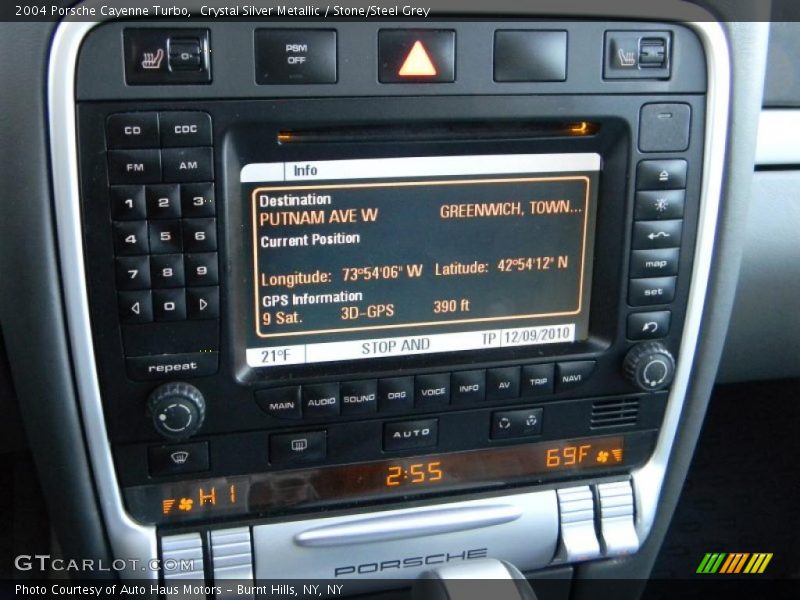 2004 Porsche Cayenne Turbo,  Crystal Silver Metallic / Stone/Steel Grey
PSM
OFF
CD CDC
FM AM
1 2 3
4 5 6
7 8 9
0
repeat
Info
Destination
PUTNAM AVE W GREENWICH, TOWN...
Current Position
Longitude: 73°54'06" W Latitude: 42°54'12" N
GPS Information
9 Sat. 3D-GPS 390 ft
21°F STOP AND TP 12/09/2010
map
set
MAIN AUDIO SOUND ORG VOICE INFO AV TRIP NAVI
AUTO
HI 2:55 69F
PORSCHE
GTCARLOT.COM
Photo Courtesy of Auto Haus Motors – Burnt Hills, NY, NY